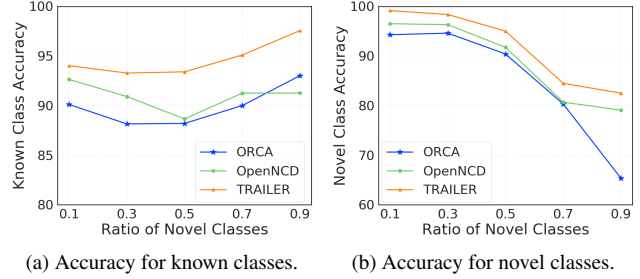 100
95
90
85
80
Known Class Accuracy
0.1 0.3 0.5 0.7 0.9
Ratio of Novel Classes
ORCA
OpenNCD
TRAILER
(a) Accuracy for known classes.
100
90
80
70
60
Novel Class Accuracy
0.1 0.3 0.5 0.7 0.9
Ratio of Novel Classes
ORCA
OpenNCD
TRAILER
(b) Accuracy for novel classes.